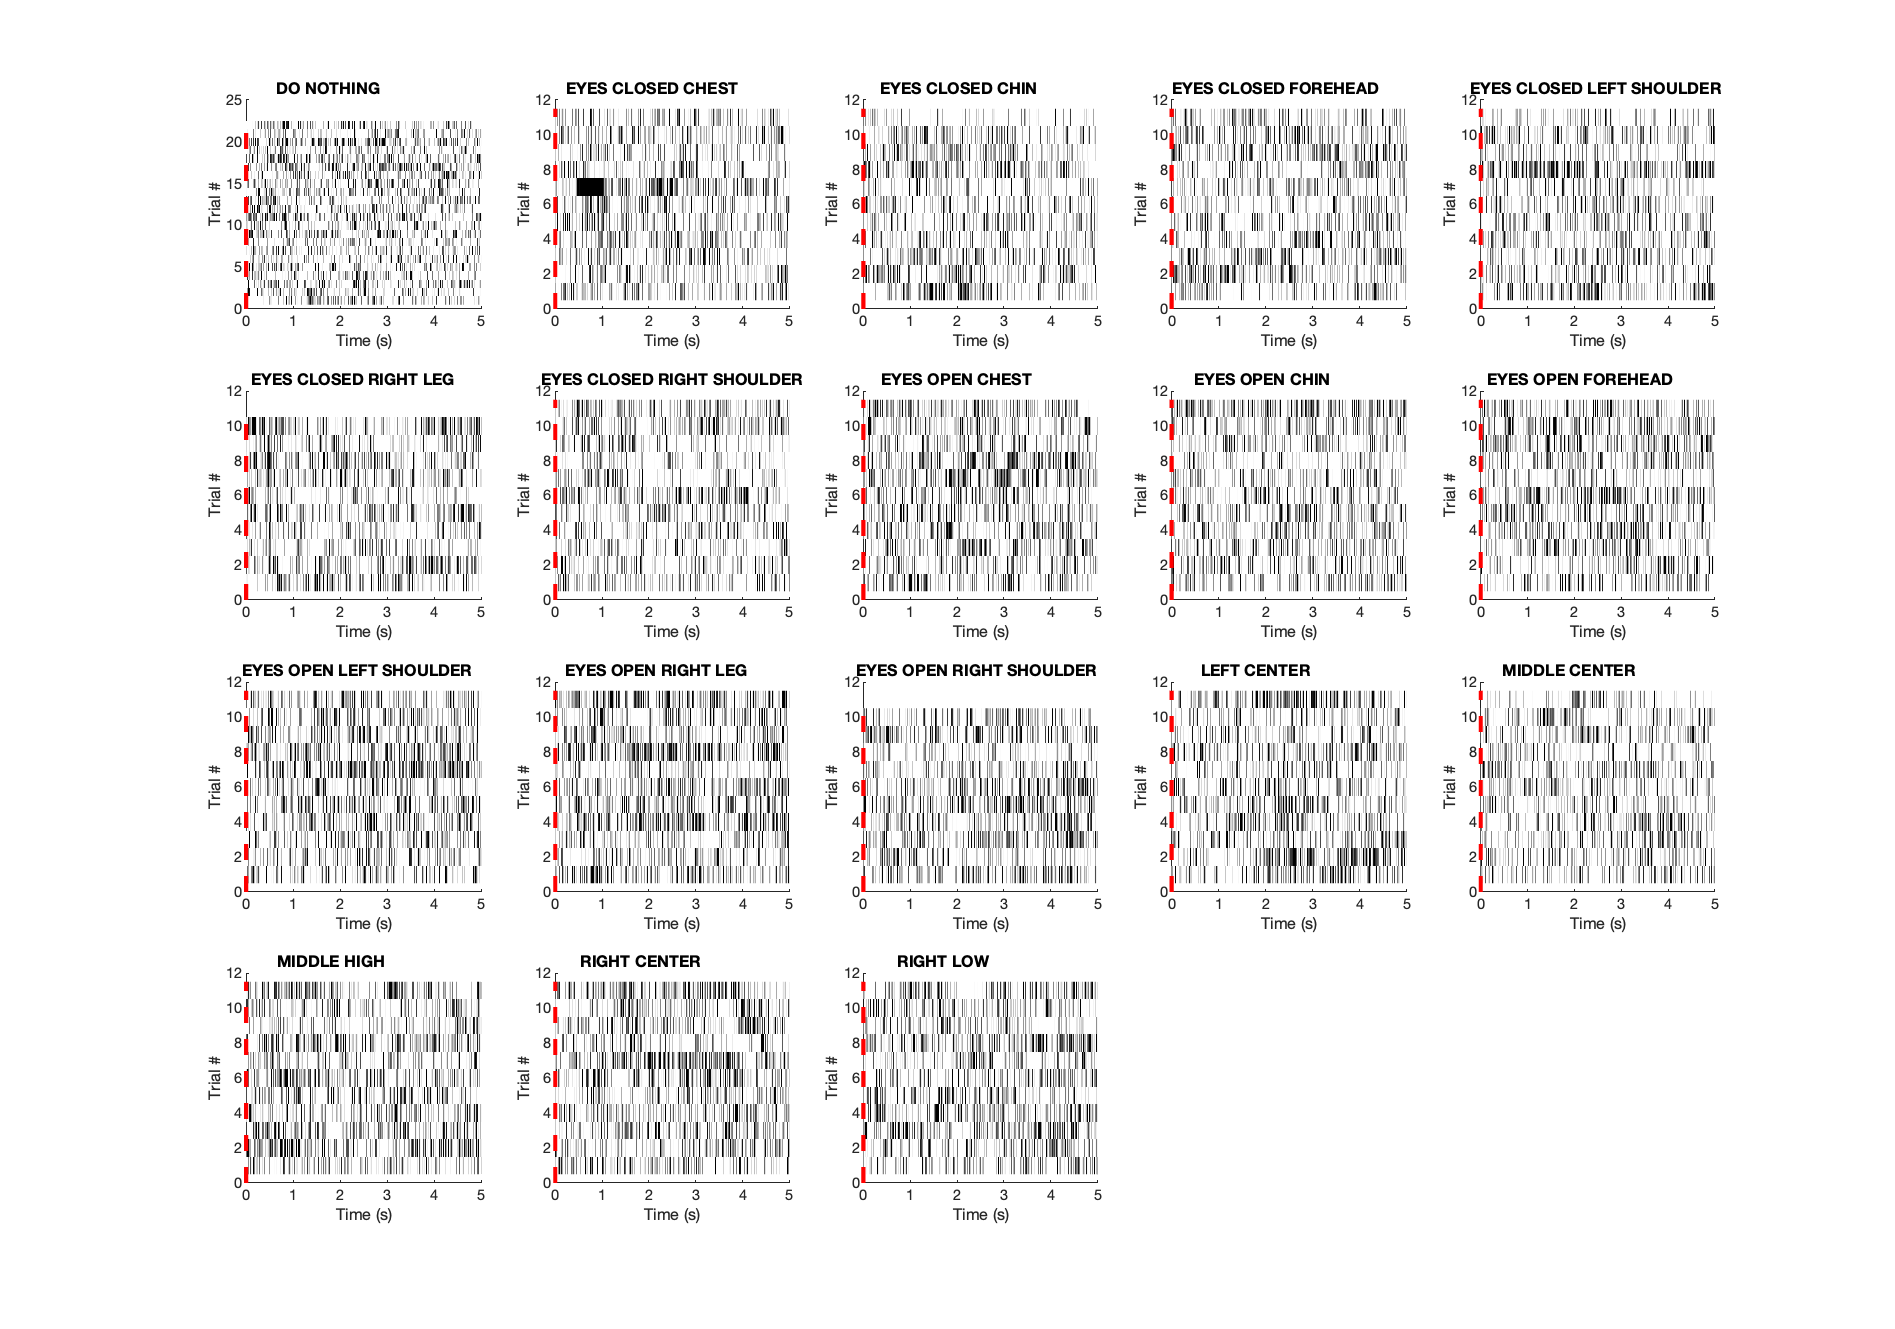 DO NOTHING
25
20
15
10
5
0
Trial #
0 1 2 3 4 5
Time (s)
EYES CLOSED CHEST
12
10
8
6
4
2
0
Trial #
0 1 2 3 4 5
Time (s)
EYES CLOSED CHIN
12
10
8
6
4
2
0
Trial #
0 1 2 3 4 5
Time (s)
EYES CLOSED FOREHEAD
12
10
8
6
4
2
0
Trial #
0 1 2 3 4 5
Time (s)
EYES CLOSED LEFT SHOULDER
12
10
8
6
4
2
0
Trial #
0 1 2 3 4 5
Time (s)
EYES CLOSED RIGHT LEG
12
10
8
6
4
2
0
Trial #
0 1 2 3 4 5
Time (s)
EYES CLOSED RIGHT SHOULDER
12
10
8
6
4
2
0
Trial #
0 1 2 3 4 5
Time (s)
EYES OPEN CHEST
12
10
8
6
4
2
0
Trial #
0 1 2 3 4 5
Time (s)
EYES OPEN CHIN
12
10
8
6
4
2
0
Trial #
0 1 2 3 4 5
Time (s)
EYES OPEN FOREHEAD
12
10
8
6
4
2
0
Trial #
0 1 2 3 4 5
Time (s)
EYES OPEN LEFT SHOULDER
12
10
8
6
4
2
0
Trial #
0 1 2 3 4 5
Time (s)
EYES OPEN RIGHT LEG
12
10
8
6
4
2
0
Trial #
0 1 2 3 4 5
Time (s)
EYES OPEN RIGHT SHOULDER
12
10
8
6
4
2
0
Trial #
0 1 2 3 4 5
Time (s)
LEFT CENTER
12
10
8
6
4
2
0
Trial #
0 1 2 3 4 5
Time (s)
MIDDLE CENTER
12
10
8
6
4
2
0
Trial #
0 1 2 3 4 5
Time (s)
MIDDLE HIGH
12
10
8
6
4
2
0
Trial #
0 1 2 3 4 5
Time (s)
RIGHT CENTER
12
10
8
6
4
2
0
Trial #
0 1 2 3 4 5
Time (s)
RIGHT LOW
12
10
8
6
4
2
0
Trial #
0 1 2 3 4 5
Time (s)